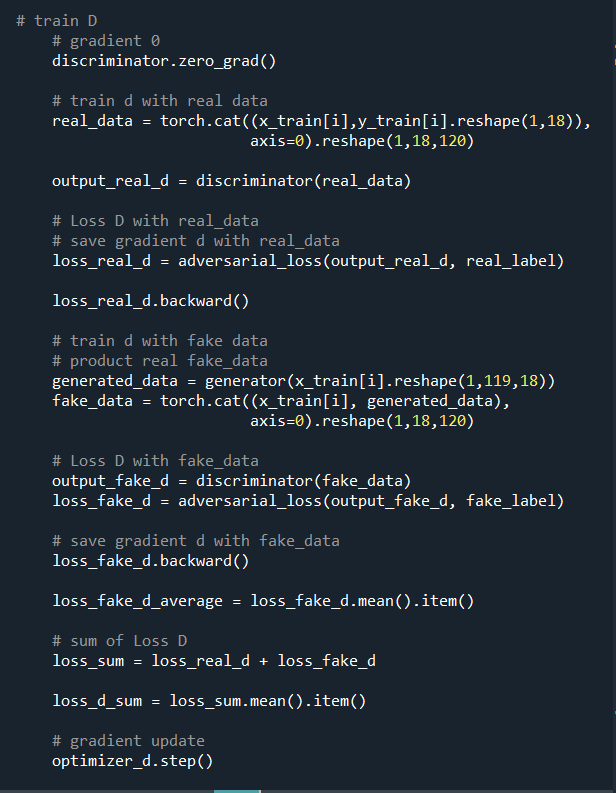 # train D
# gradient 0
discriminator.zero_grad()
# train d with real data
real_data = torch.cat((x_train[i],y_train[i].reshape(1,18)),
axis=0).reshape(1,18,120)
output_real_d = discriminator(real_data)
# Loss D with real_data
# save gradient d with real_data
loss_real_d = adversarial_loss(output_real_d, real_label)
loss_real_d.backward()
# train d with fake data
# product real fake_data
generated_data = generator(x_train[i].reshape(1,119,18))
fake_data = torch.cat((x_train[i], generated_data),
axis=0).reshape(1,18,120)
# Loss D with fake_data
output_fake_d = discriminator(fake_data)
loss_fake_d = adversarial_loss(output_fake_d, fake_label)
# save gradient d with fake_data
loss_fake_d.backward()
loss_fake_d_average = loss_fake_d.mean().item()
# sum of Loss D
loss_sum = loss_real_d + loss_fake_d
loss_d_sum = loss_sum.mean().item()
# gradient update
optimizer_d.step()